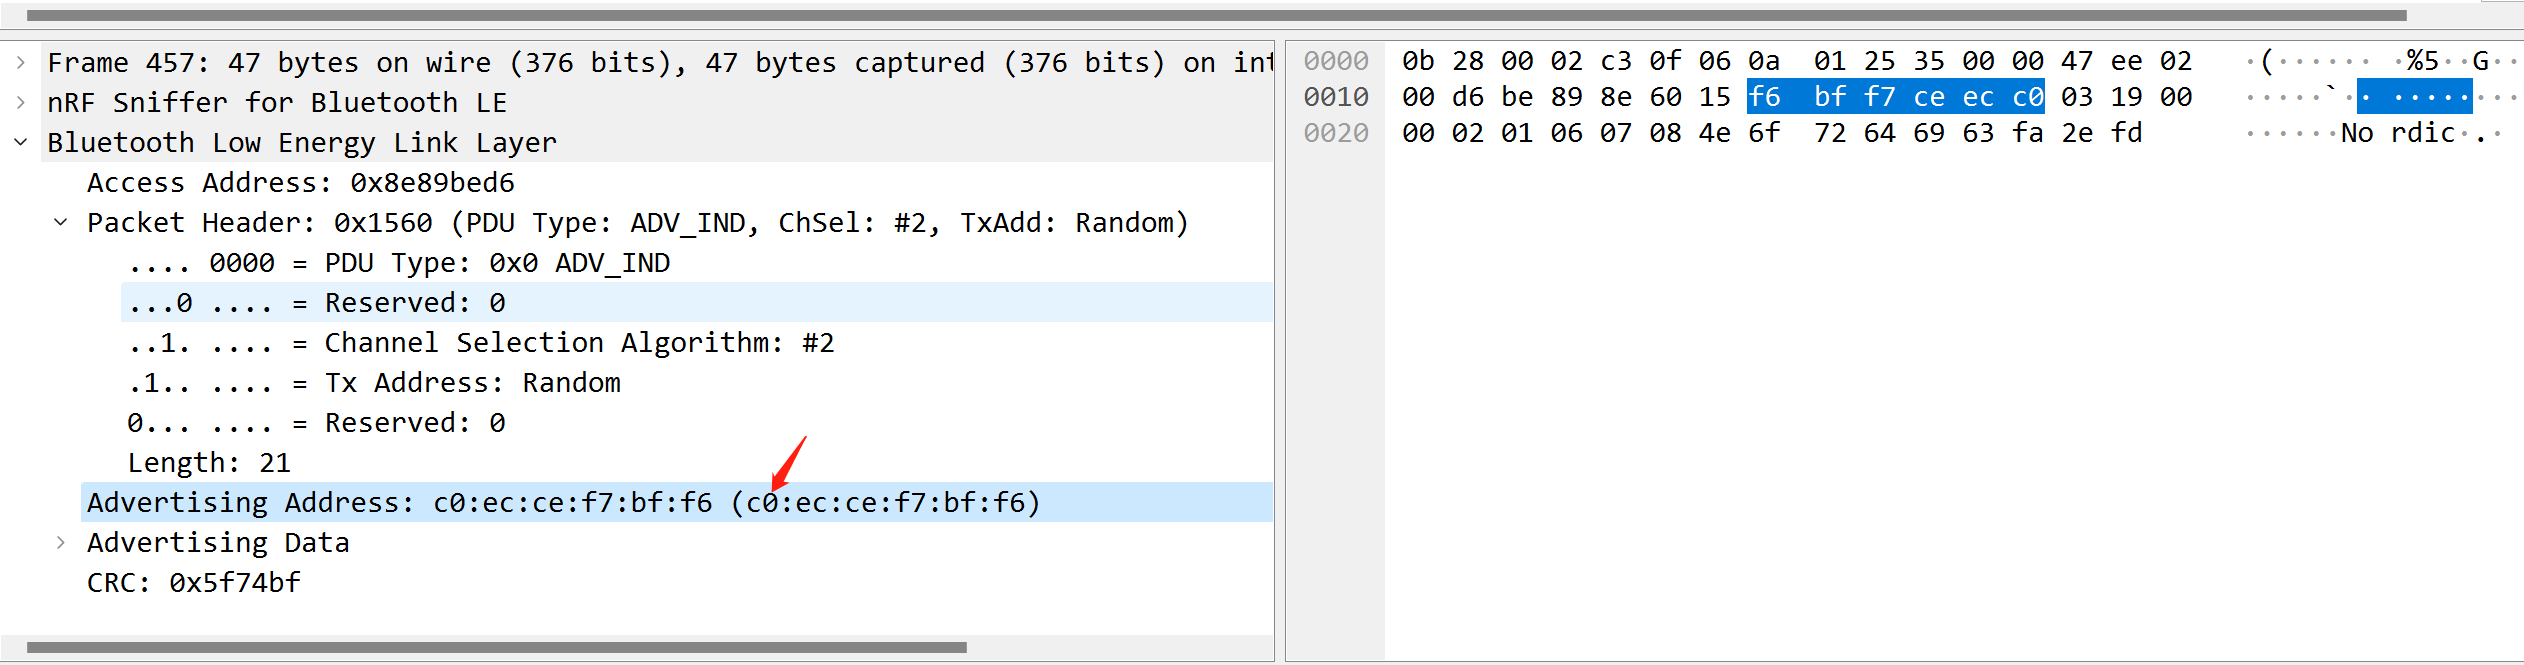 Frame 457: 47 bytes on wire (376 bits), 47 bytes captured (376 bits) on int
nRF Sniffer for Bluetooth LE
Bluetooth Low Energy Link Layer
Access Address: 0x8e89bed6
Packet Header: 0x1560 (PDU Type: ADV_IND, ChSel: #2, TxAdd: Random)
.... 0000 = PDU Type: 0x0 ADV_IND
...0 .... = Reserved: 0
..1. .... = Channel Selection Algorithm: #2
.1.. .... = Tx Address: Random
0... .... = Reserved: 0
Length: 21
Advertising Address: c0:ec:ce:f7:bf:f6 (c0:ec:ce:f7:bf:f6)
Advertising Data
CRC: 0x5f74bf
0000 0b 28 00 02 c3 0f 06 0a 01 25 35 00 00 47 ee 02 ·(······ ·%5··G··
0010 00 d6 be 89 8e 60 15 f6 bf f7 ce ec c0 03 19 00 ·····`·· ········
0020 00 02 01 06 07 08 4e 6f 72 64 69 63 fa 2e fd ······No rdic·.·